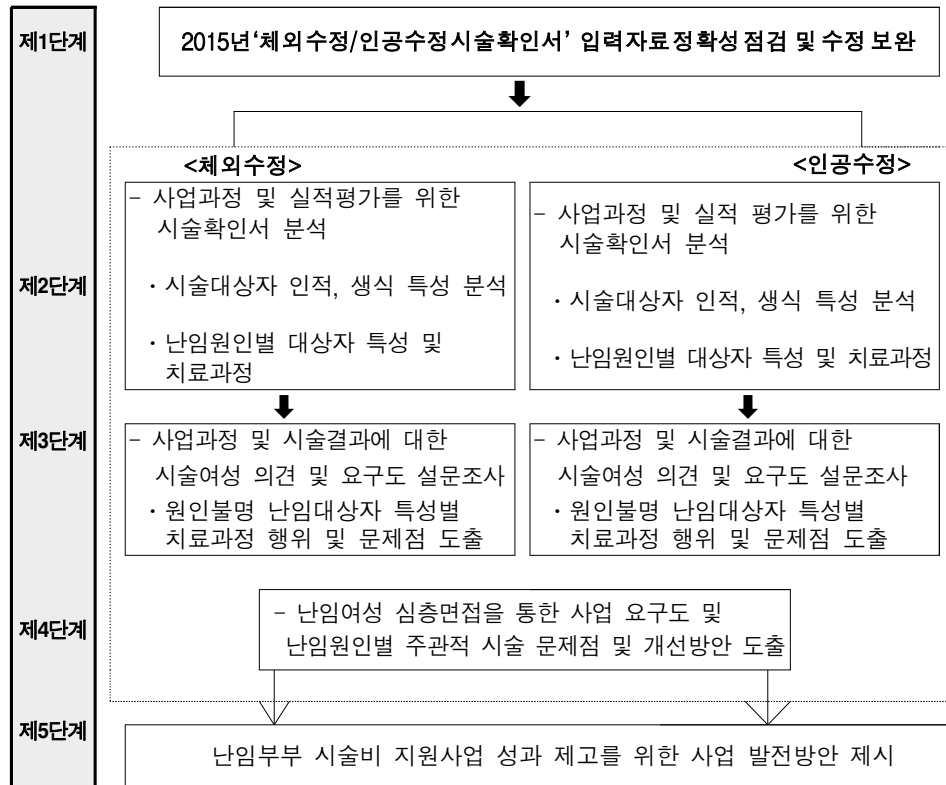 제1단계
2015년‘체외수정/인공수정시술확인서’ 입력자료정확성 점검 및 수정 보완
<체외수정>
<인공수정>
제2단계
– 사업과정 및 실적평가를 위한
시술확인서 분석
· 시술대상자 인적, 생식 특성 분석
· 난임원인별 대상자 특성 및
치료과정
– 사업과정 및 실적 평가를 위한
시술확인서 분석
· 시술대상자 인적, 생식 특성 분석
· 난임원인별 대상자 특성 및 치료과정
제3단계
– 사업과정 및 시술결과에 대한
시술여성 의견 및 요구도 설문조사
· 원인불명 난임대상자 특성별
치료과정 행위 및 문제점 도출
– 사업과정 및 시술결과에 대한
시술여성 의견 및 요구도 설문조사
· 원인불명 난임대상자 특성별
치료과정 행위 및 문제점 도출
제4단계
– 난임여성 심층면접을 통한 사업 요구도 및
난임원인별 주관적 시술 문제점 및 개선방안 도출
제5단계
난임부부 시술비 지원사업 성과 제고를 위한 사업 발전방안 제시